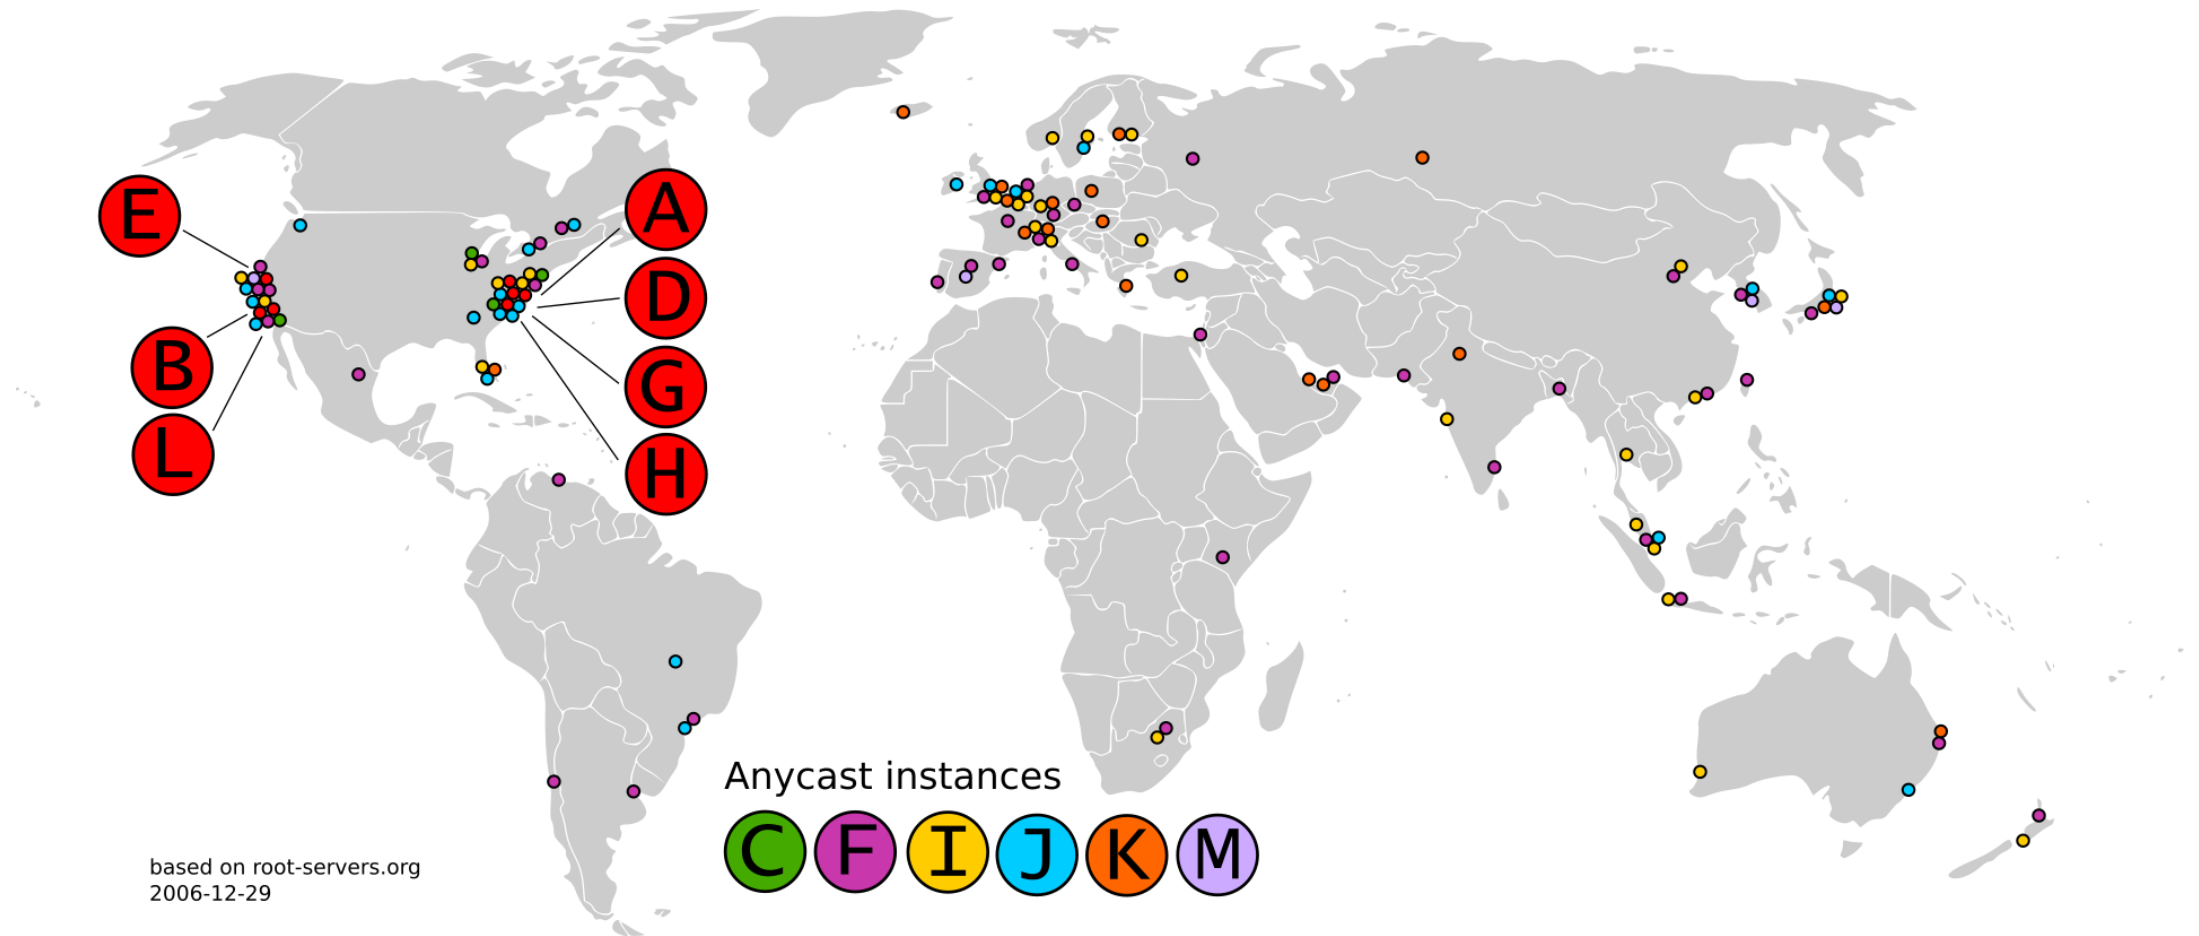 E
B
L
A
D
G
H
Anycast instances
C F I J K M
based on root-servers.org
2006-12-29